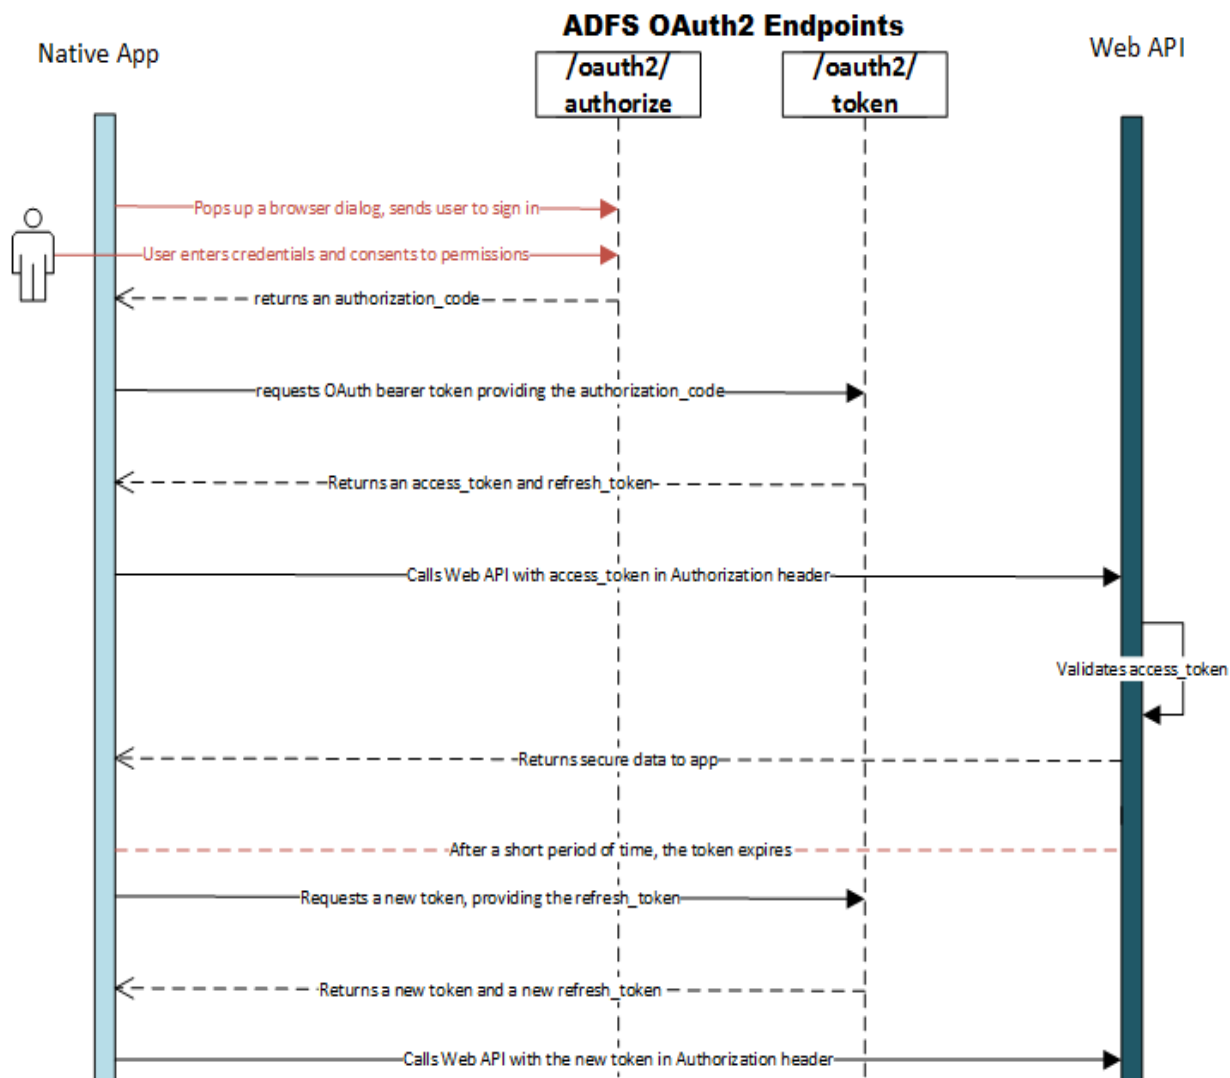 ADFS OAuth2 Endpoints
Native App
Web API
/oauth2/
authorize
/oauth2/
token
Pops up a browser dialog, sends user to sign in
User enters credentials and consents to permissions
returns an authorization_code
requests OAuth bearer token providing the authorization_code
Returns an access_token and refresh_token
Calls Web API with access_token in Authorization header
Validates access_token
Returns secure data to app
After a short period of time, the token expires
Requests a new token, providing the refresh_token
Returns a new token and a new refresh_token
Calls Web API with the new token in Authorization header